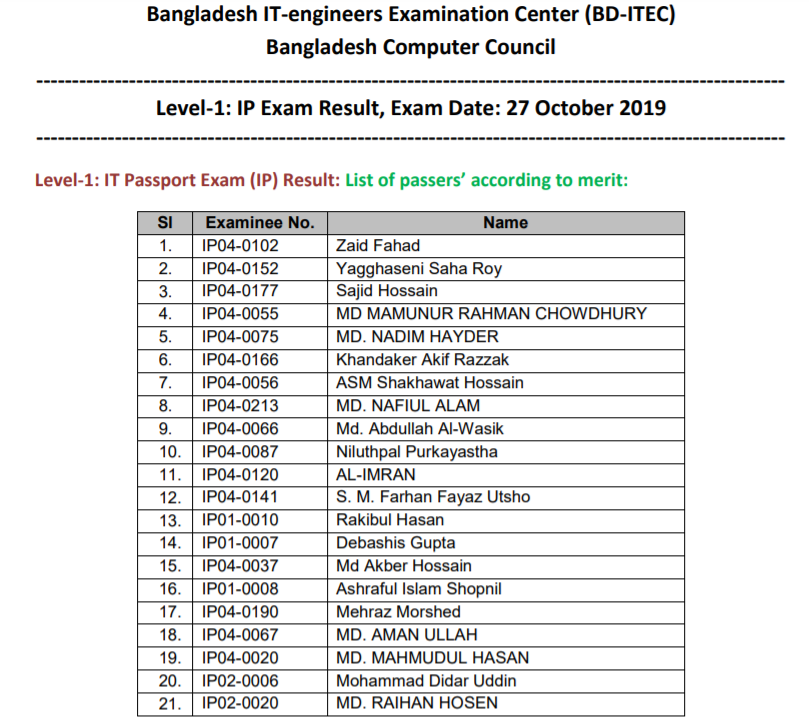 Bangladesh IT-engineers Examination Center (BD-ITEC)
Bangladesh Computer Council
Level-1: IP Exam Result, Exam Date: 27 October 2019
Level-1: IT Passport Exam (IP) Result: List of passers’ according to merit:
Sl Examinee No. Name
1. IP04-0102 Zaid Fahad
2. IP04-0152 Yagghaseni Saha Roy
3. IP04-0177 Sajid Hossain
4. IP04-0055 MD MAMUNUR RAHMAN CHOWDHURY
5. IP04-0075 MD. NADIM HAYDER
6. IP04-0166 Khandaker Akif Razzak
7. IP04-0056 ASM Shakhawat Hossain
8. IP04-0213 MD. NAFIUL ALAM
9. IP04-0066 Md. Abdullah Al-Wasik
10. IP04-0087 Niluthpal Purkayastha
11. IP04-0120 AL-IMRAN
12. IP04-0141 S. M. Farhan Fayaz Utsho
13. IP01-0010 Rakibul Hasan
14. IP01-0007 Debashis Gupta
15. IP04-0037 Md Akber Hossain
16. IP01-0008 Ashraful Islam Shopnil
17. IP04-0190 Mehraz Morshed
18. IP04-0067 MD. AMAN ULLAH
19. IP04-0020 MD. MAHMUDUL HASAN
20. IP02-0006 Mohammad Didar Uddin
21. IP02-0020 MD. RAIHAN HOSEN